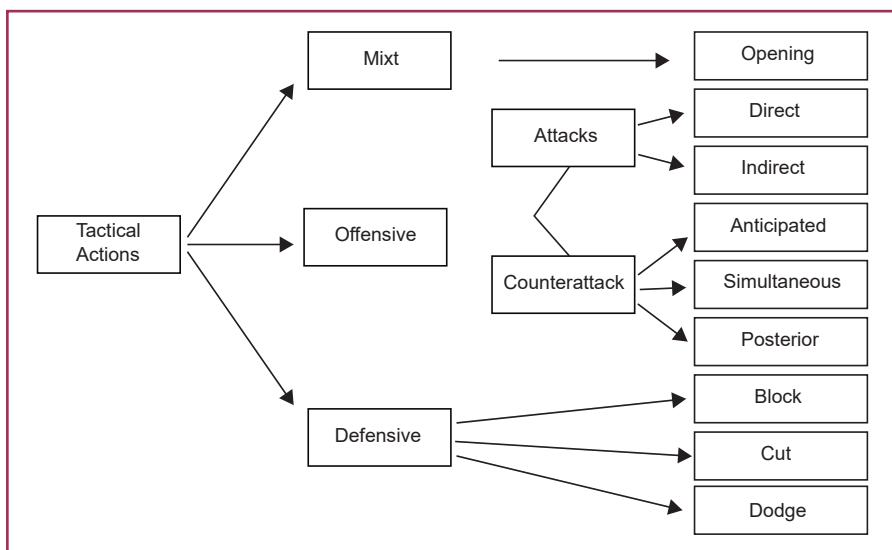 Mixt
Opening
Attacks
Direct
Indirect
Tactical
Actions
Offensive
Anticipated
Counterattack
Simultaneous
Posterior
Defensive
Block
Cut
Dodge